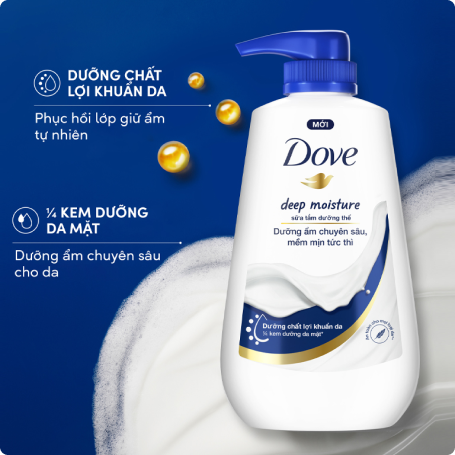 DƯỠNG CHẤT
LỢI KHUẨN DA
Phục hồi lớp giữ ẩm
tự nhiên
¼ KEM DƯỠNG
DA MẶT
Dưỡng ẩm chuyên sâu
cho da
MỚI
Dove
deep moisture
sữa tắm dưỡng thể
Dưỡng ẩm chuyên sâu,
mềm mịn tức thì
Dưỡng chất lợi khuẩn da
¼ kem dưỡng da mặt*